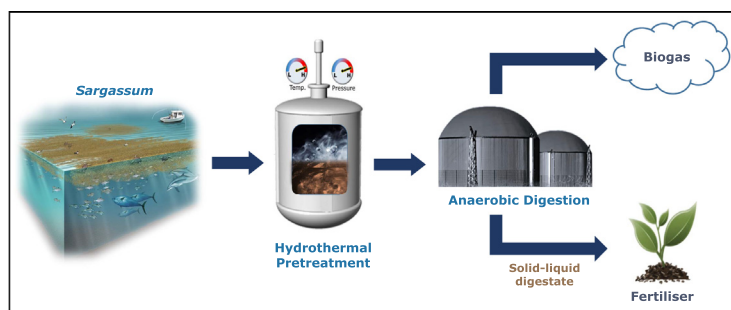 Sargassum
L H
L H
Temp.
Pressure
Hydrothermal
Pretreatment
Anaerobic Digestion
Biogas
Solid-liquid
digestate
Fertiliser